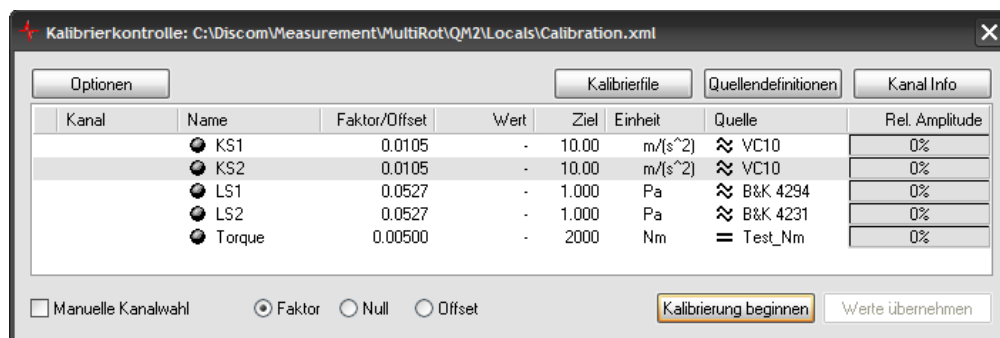 Kalibrierkontrolle: C:\Discom\Measurement\MultiRot\QM2\Locals\Calibration.xml
Optionen Kalibrierfile Quellendefinitionen Kanal Info
Kanal Name Faktor/Offset Wert Ziel Einheit Quelle Rel. Amplitude
KS1 0.0105 - 10.00 m/(s^2) VC10 0%
KS2 0.0105 - 10.00 m/(s^2) VC10 0%
LS1 0.0527 - 1.000 Pa B&K 4294 0%
LS2 0.0527 - 1.000 Pa B&K 4231 0%
Torque 0.00500 - 2000 Nm = Test_Nm 0%
Manuelle Kanalwahl Faktor Null Offset Kalibrierung beginnen Werte übernehmen